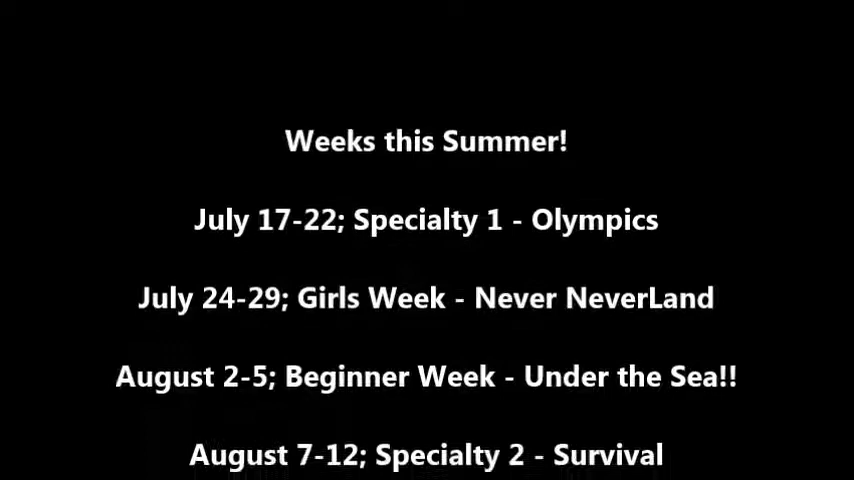 Weeks this Summer!
July 17-22; Specialty 1 - Olympics
July 24-29; Girls Week - Never NeverLand
August 2-5; Beginner Week - Under the Sea!!
August 7-12; Specialty 2 - Survival